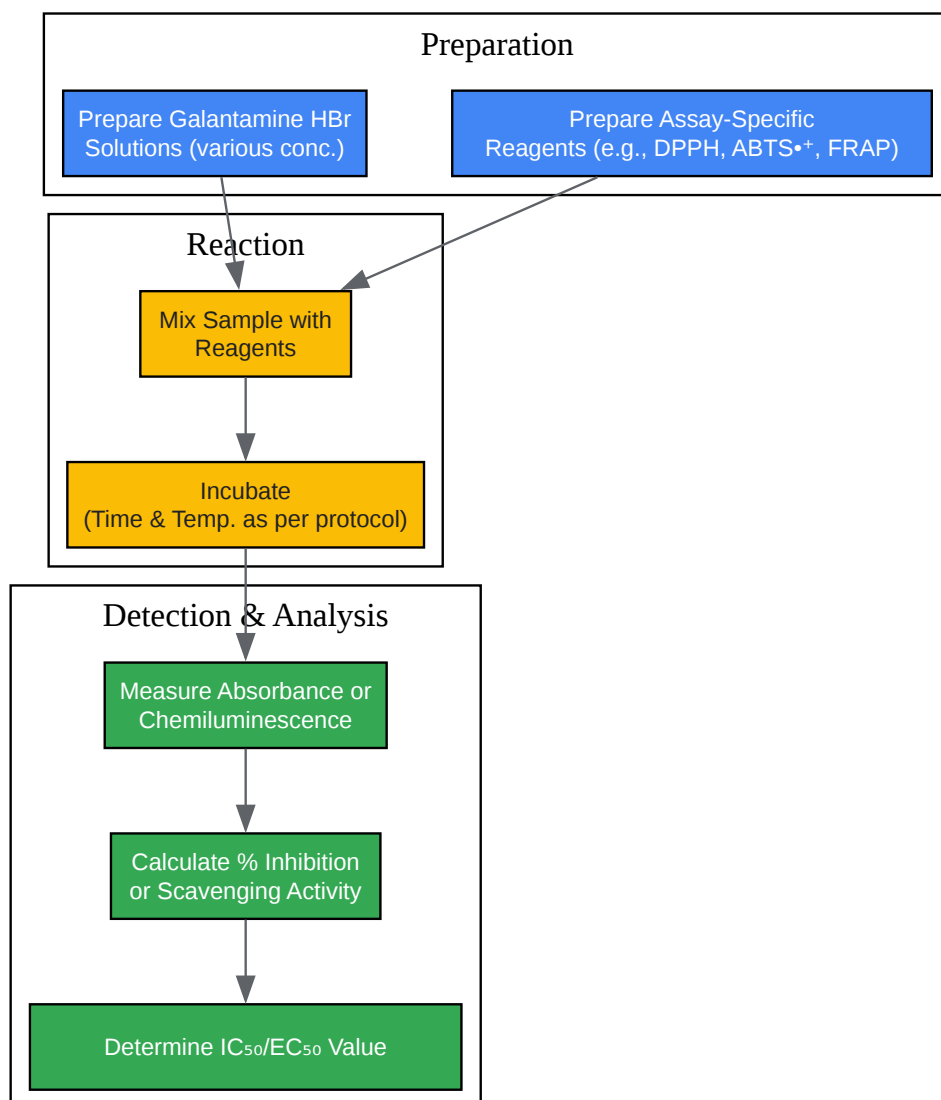 Preparation
Prepare Galantamine HBr
Solutions (various conc.)
Prepare Assay-Specific
Reagents (e.g., DPPH, ABTS•⁺, FRAP)
Reaction
Mix Sample with
Reagents
Incubate
(Time & Temp. as per protocol)
Detection & Analysis
Measure Absorbance or
Chemiluminescence
Calculate % Inhibition
or Scavenging Activity
Determine IC₅₀/EC₅₀ Value